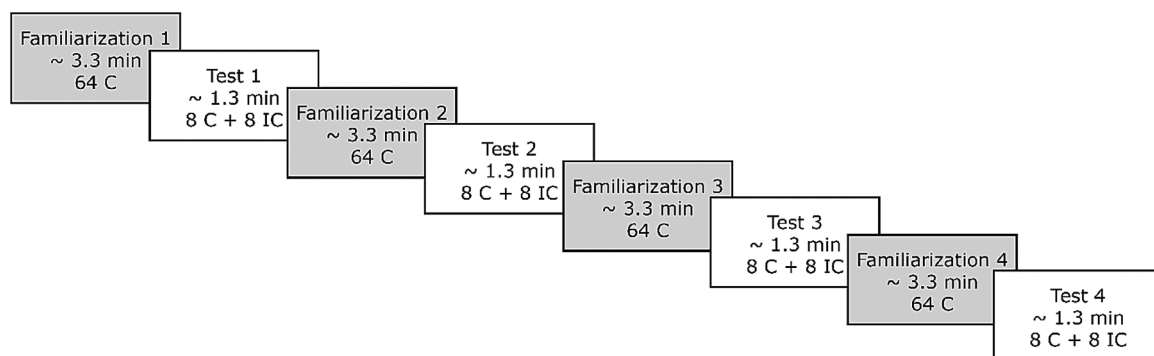 Familiarization 1
~ 3.3 min
64 C
Test 1
~ 1.3 min
8 C + 8 IC
Familiarization 2
~ 3.3 min
64 C
Test 2
~ 1.3 min
8 C + 8 IC
Familiarization 3
~ 3.3 min
64 C
Test 3
~ 1.3 min
8 C + 8 IC
Familiarization 4
~ 3.3 min
64 C
Test 4
~ 1.3 min
8 C + 8 IC